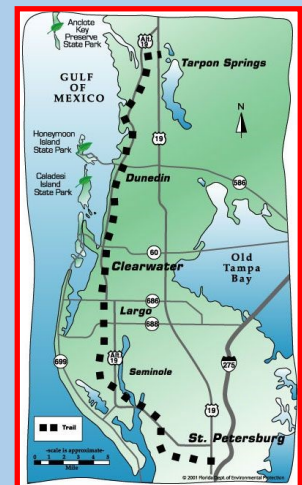 Anclote
Key
Preserve
State Park
Alt.
19
Tarpon Springs
GULF
OF
MEXICO
N
19
Honeymoon
Island
State Park
Dunedin
586
Caladesi
Island
State Park
60
Old
Tampa
Bay
Clearwater
686
Largo
688
699
Alt.
19
275
Seminole
19
Trail
St. Petersburg
-scale is approximate-
Mile
© 2001 Florida Dept. of Environmental Protection